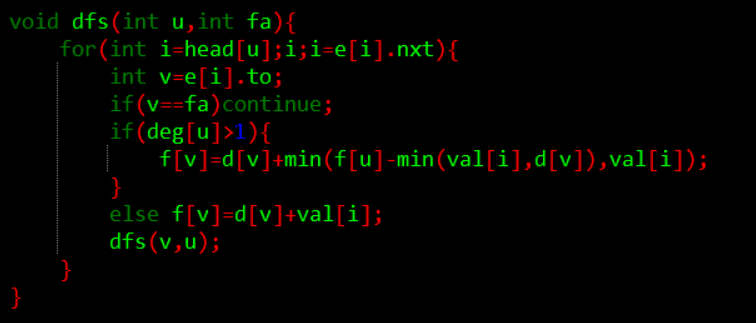 void dfs(int u,int fa){
    for(int i=head[u];i;i=e[i].nxt){
        int v=e[i].to;
        if(v==fa)continue;
        if(deg[u]>1){
            f[v]=d[v]+min(f[u]-min(val[i],d[v]),val[i]);
        }
        else f[v]=d[v]+val[i];
        dfs(v,u);
    }
}